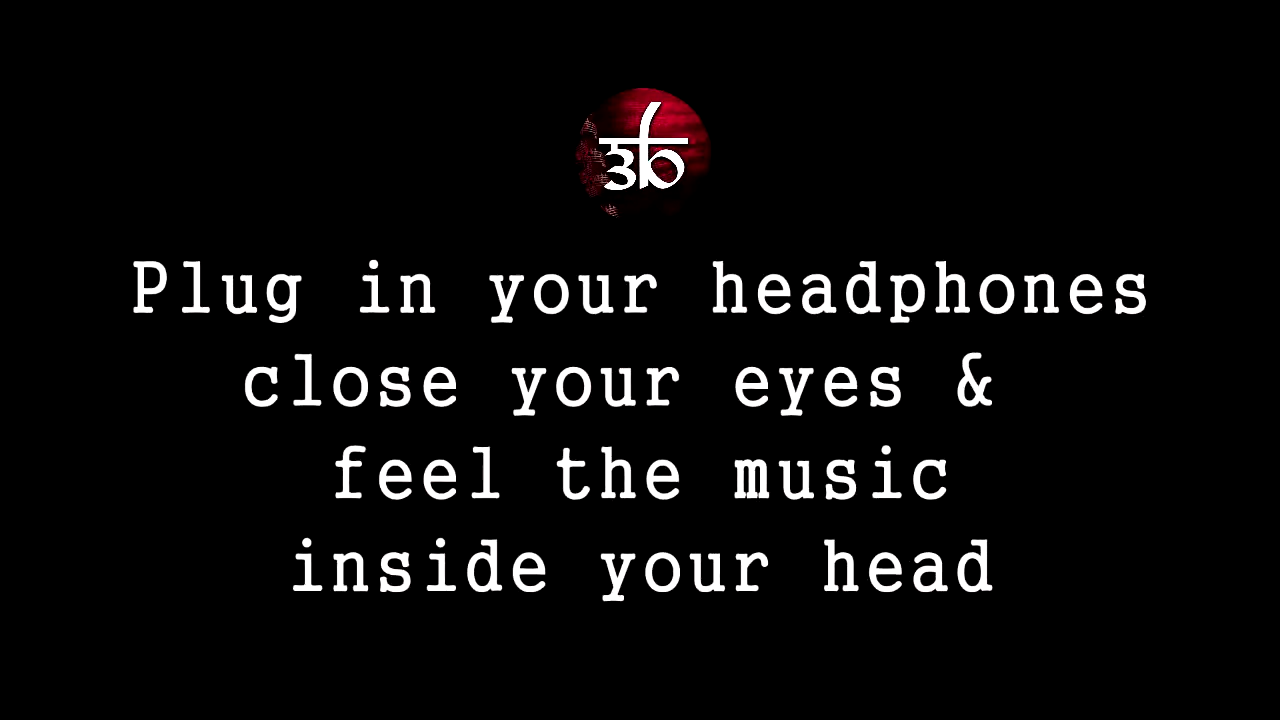 Plug in your headphones
close your eyes &
feel the music
inside your head